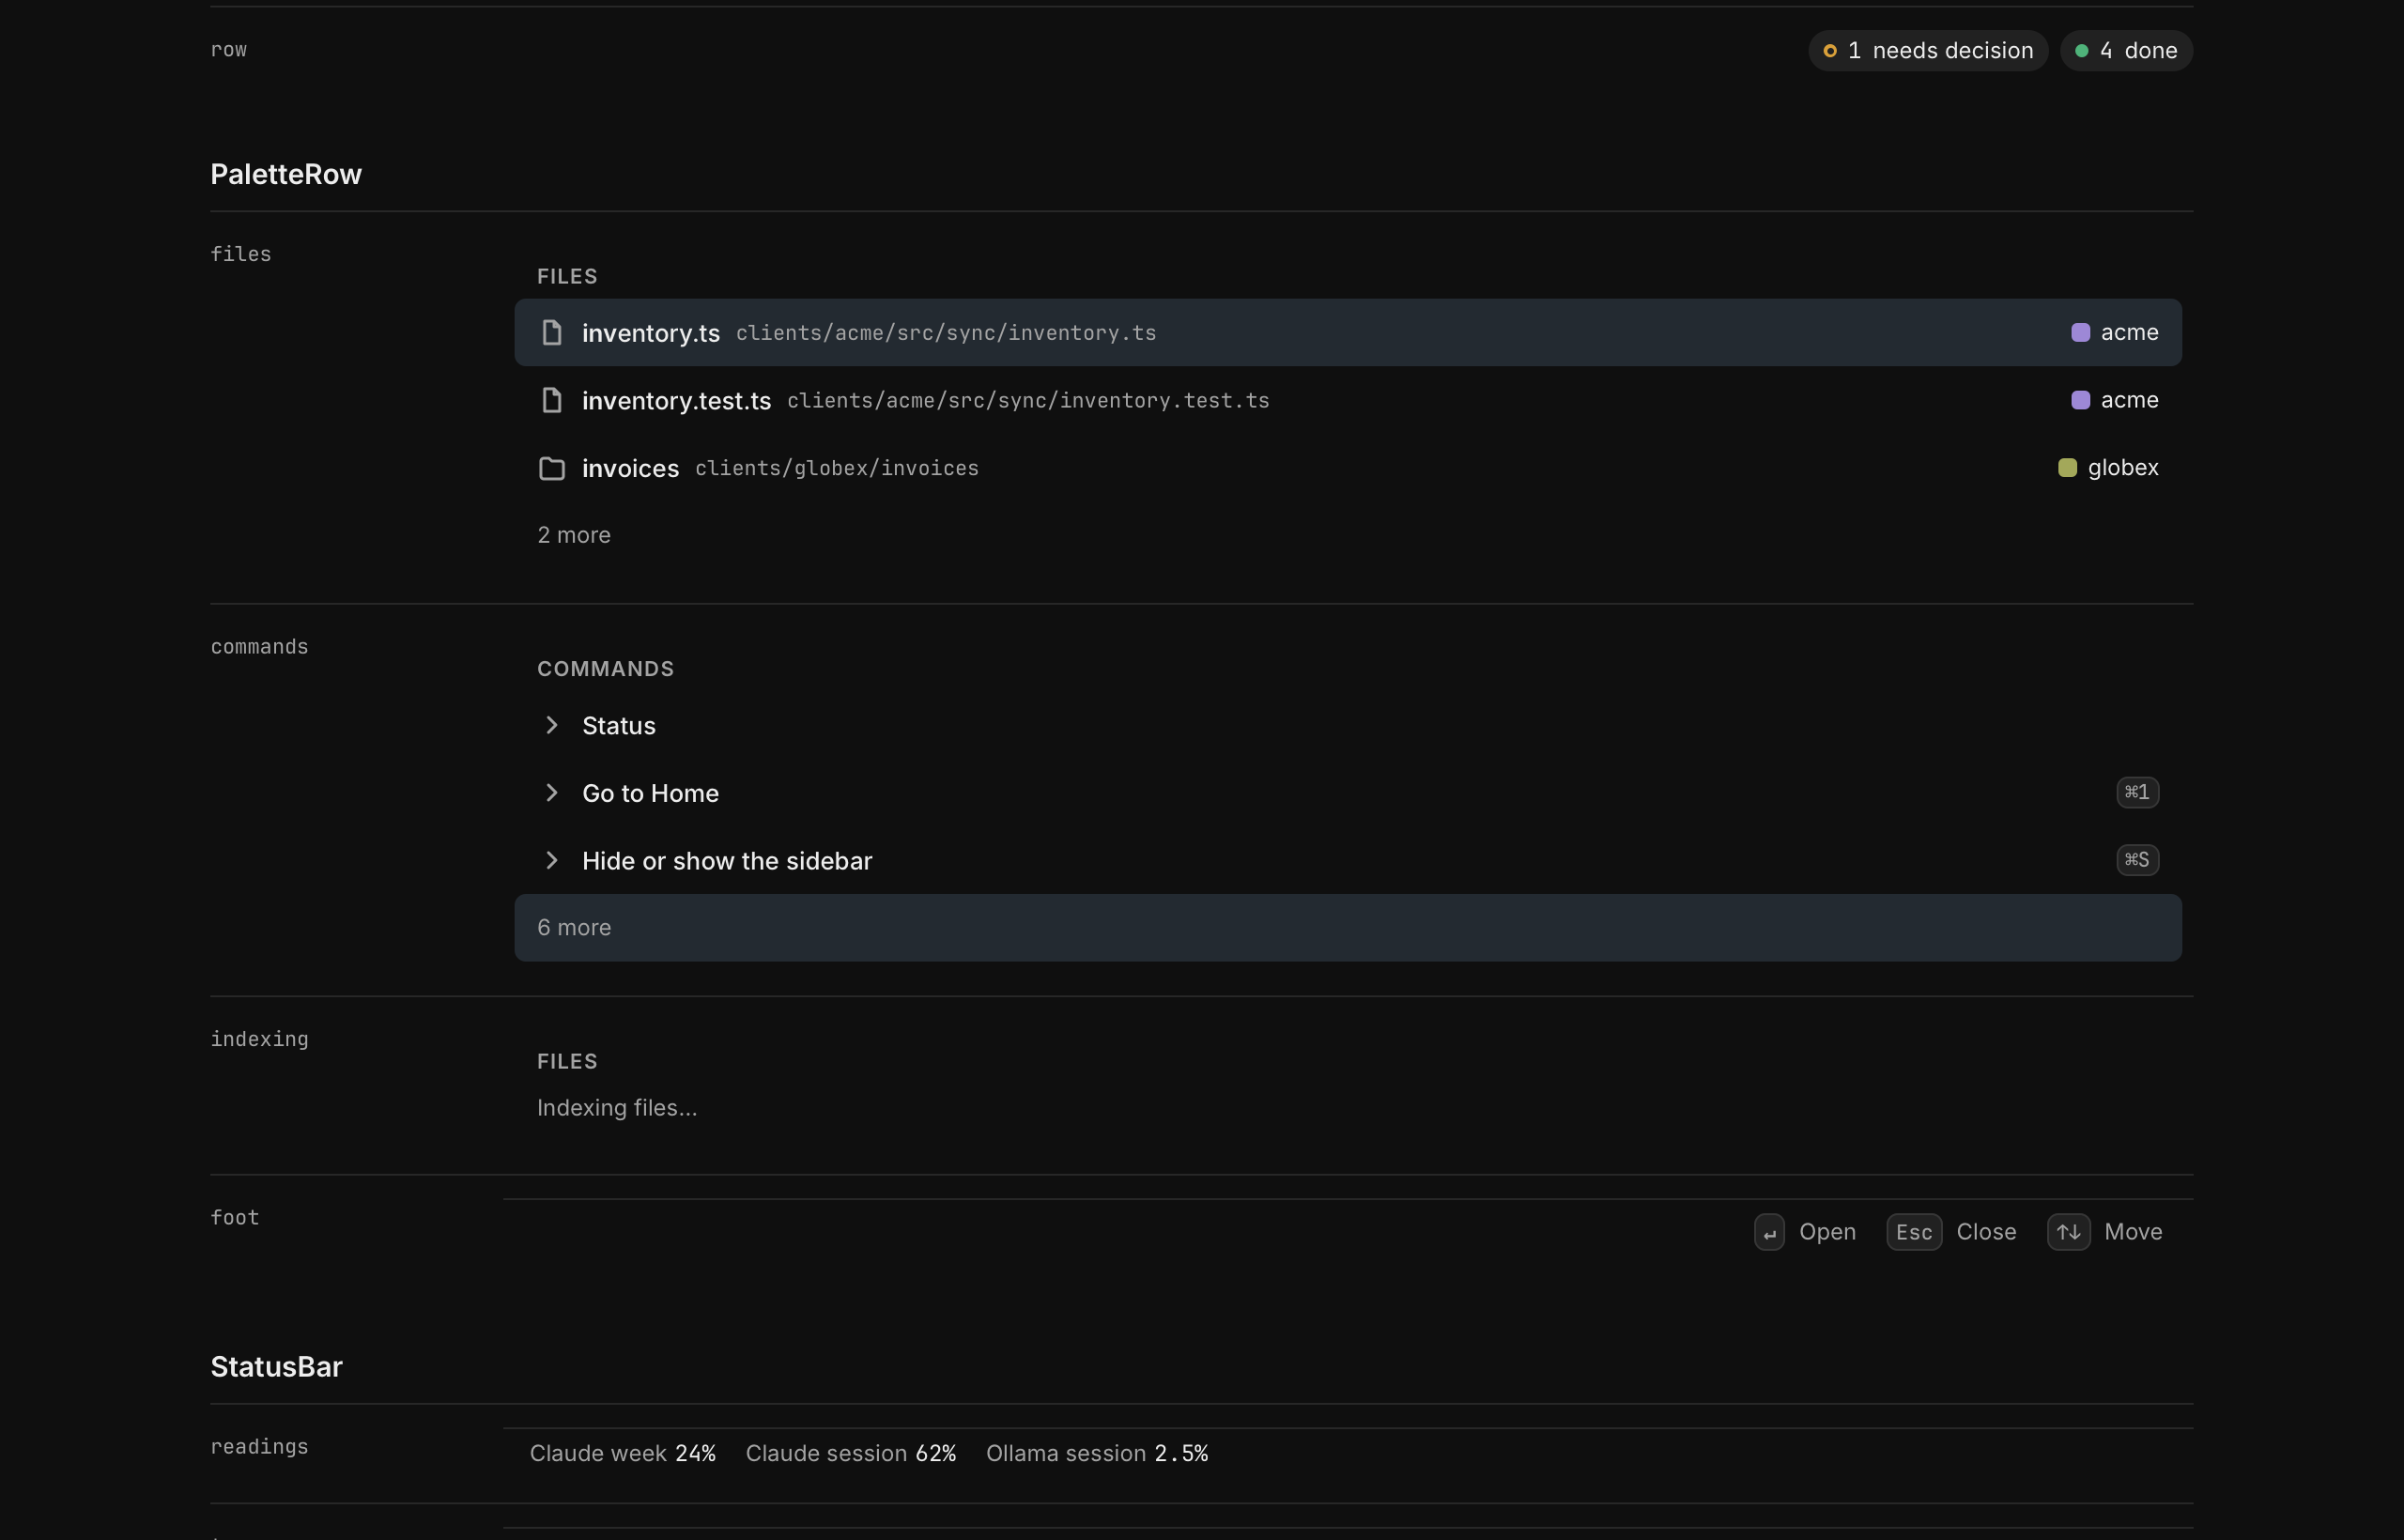 row
1 needs decision 4 done
PaletteRow
files
FILES
inventory.ts clients/acme/src/sync/inventory.ts acme
inventory.test.ts clients/acme/src/sync/inventory.test.ts acme
invoices clients/globex/invoices globex
2 more
commands
COMMANDS
Status
Go to Home ⌘1
Hide or show the sidebar ⌘S
6 more
indexing
FILES
Indexing files...
foot
↵ Open Esc Close ↑↓ Move
StatusBar
readings
Claude week 24% Claude session 62% Ollama session 2.5%